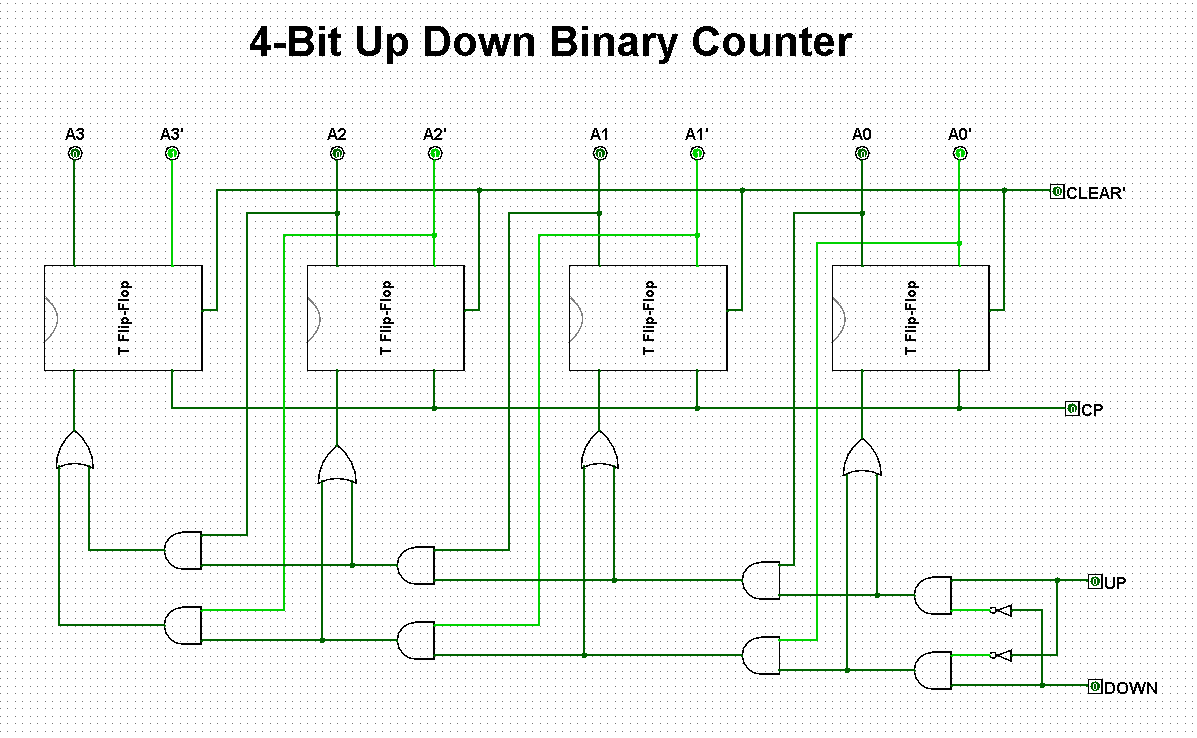 4-Bit Up Down Binary Counter
A3 A3' A2 A2' A1 A1' A0 A0'
0 1 0 1 0 1 0 1
0 CLEAR'
T Flip-Flop T Flip-Flop T Flip-Flop T Flip-Flop
0 CP
0 UP
0 DOWN